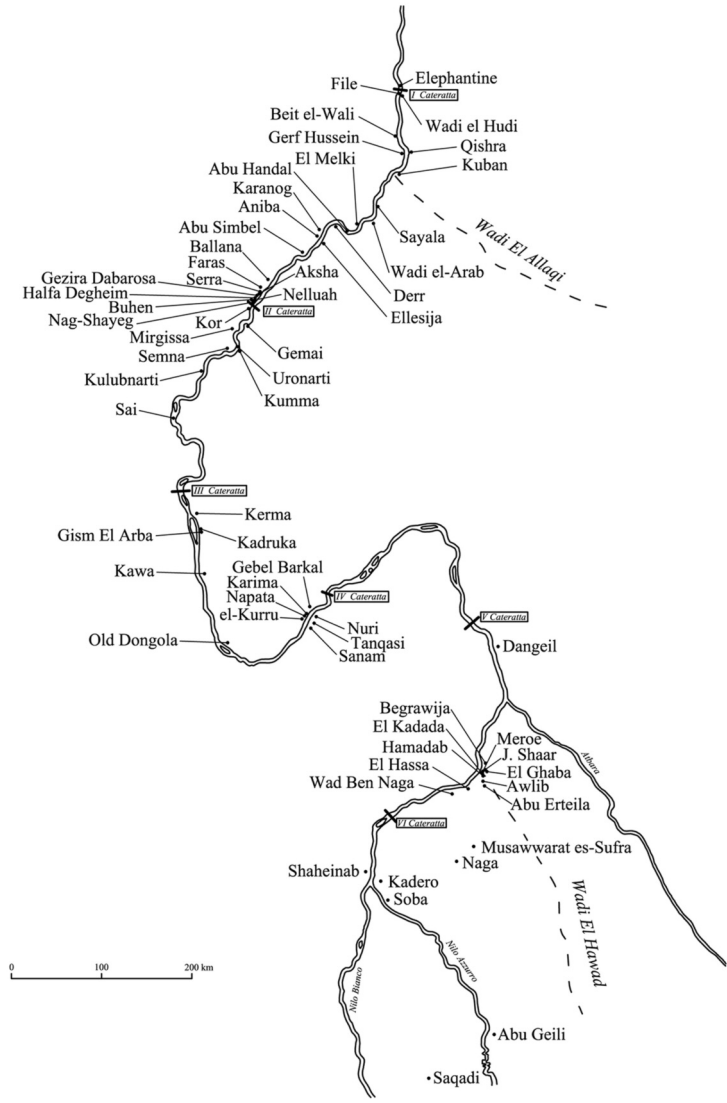 Elephantine
File
I Cateratta
Beit el-Wali
Wadi el Hudi
Gerf Hussein
Qishra
El Melki
Kuban
Abu Handal
Karanog
Aniba
Sayala
Wadi El Allaqi
Abu Simbel
Ballana
Wadi el-Arab
Faras
Aksha
Serra
Gezira Dabarosa
Derr
Halfa Degheim
Nelluah
Buhen
II Cateratta
Ellesija
Nag-Shayeg
Kor
Mirgissa
Gemai
Semna
Uronarti
Kulubnarti
Kumma
Sai
III Cateratta
Kerma
Gism El Arba
Kadruka
Gebel Barkal
Kawa
Karima
Napata
IV Cateratta
el-Kurru
Nuri
V Cateratta
Old Dongola
Tanqasi
Sanam
Dangeil
Begrawija
El Kadada
Meroe
Hamadab
J. Shaar
Atbara
El Hassa
El Ghaba
Wad Ben Naga
Awlib
Abu Erteila
VI Cateratta
Musawwarat es-Sufra
Naga
Shaheinab
Kadero
Soba
Wadi El Hawad
Nilo Azzurro
Nilo Bianco
0 100 200 km
Abu Geili
Saqadi